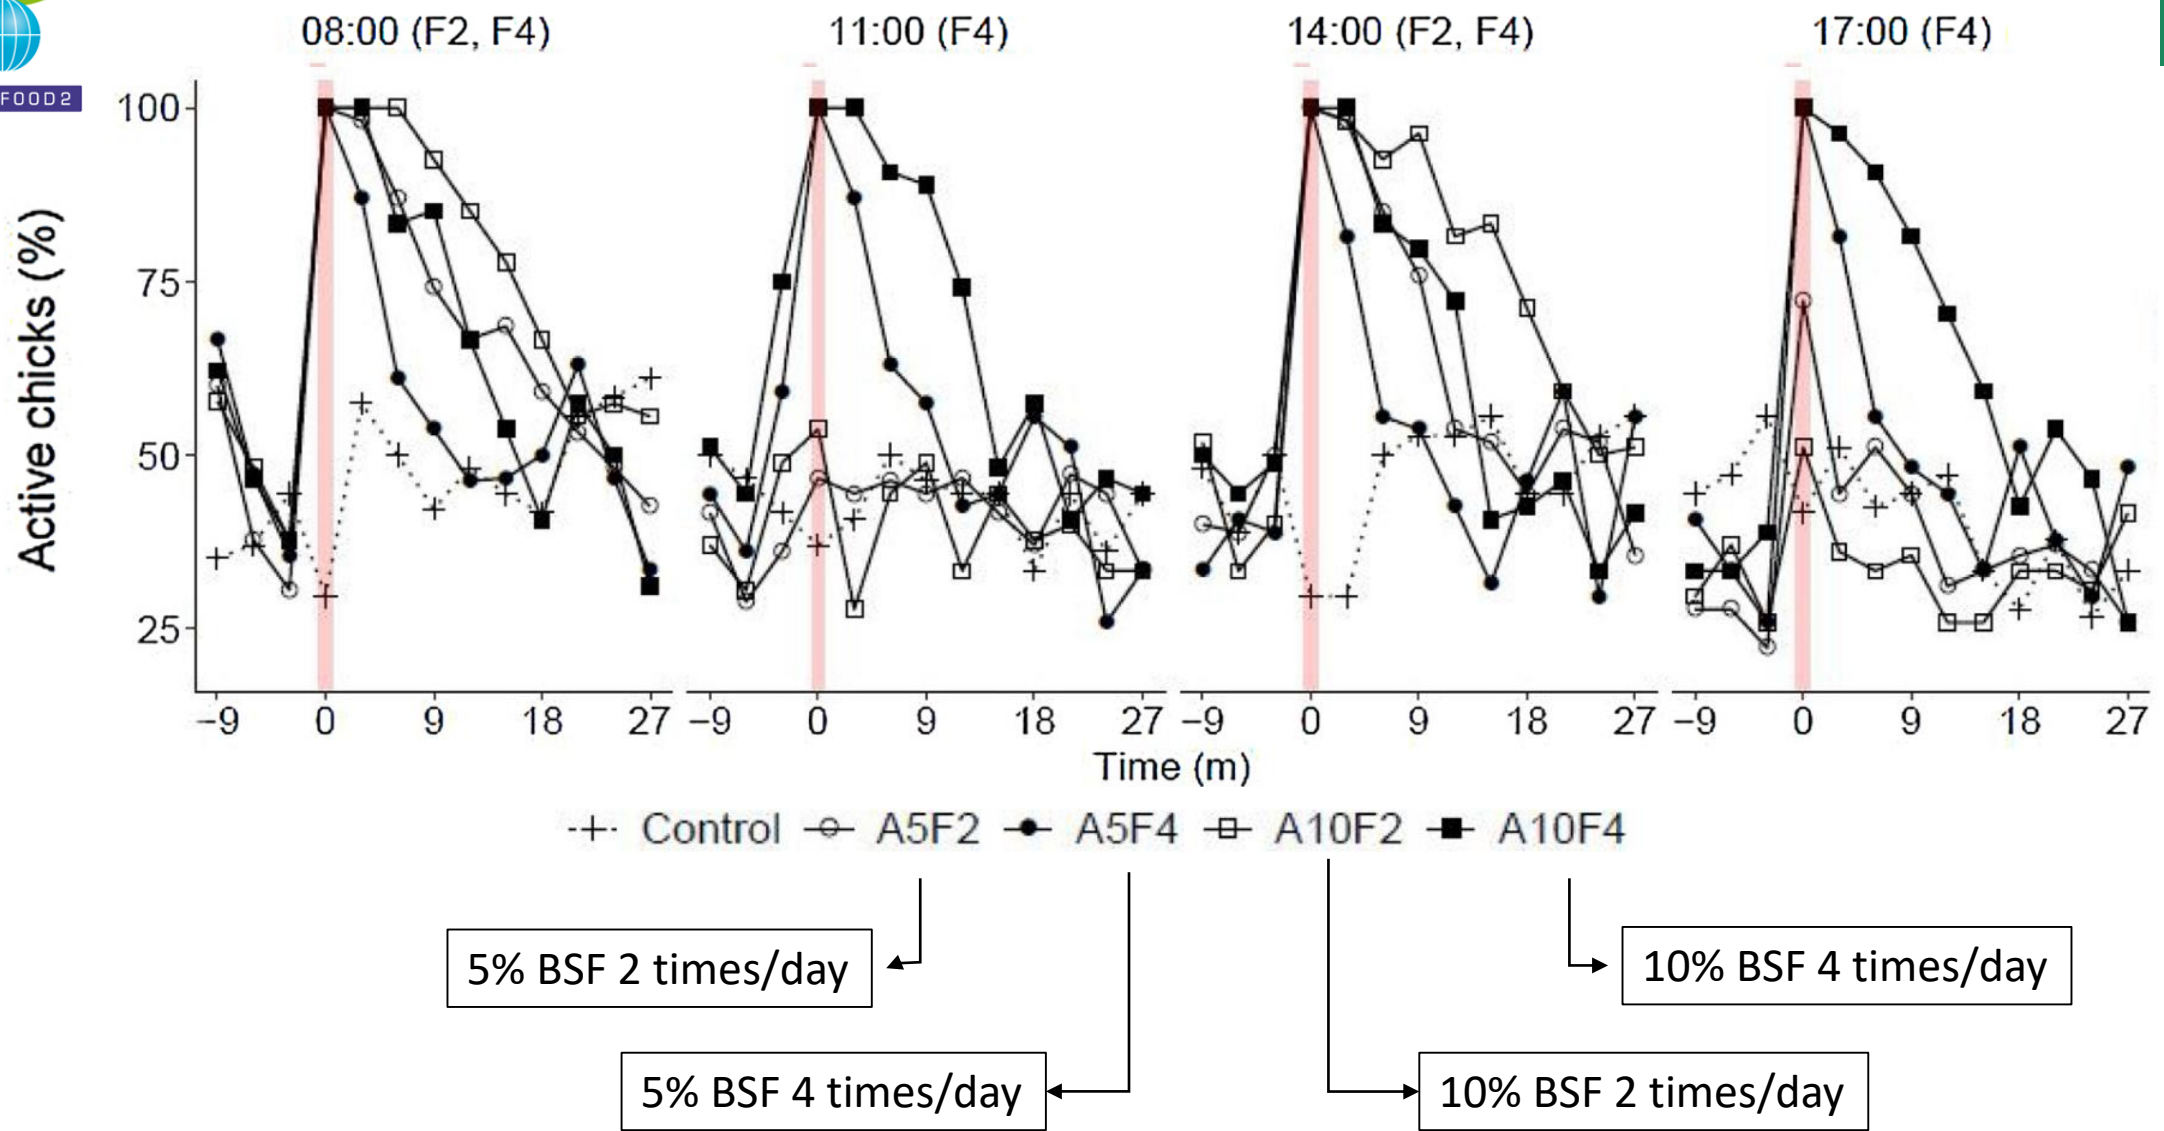 FOOD2
08:00 (F2, F4)
11:00 (F4)
14:00 (F2, F4)
17:00 (F4)
Active chicks (%)
100
75
50
25
−9 0 9 18 27
−9 0 9 18 27
−9 0 9 18 27
−9 0 9 18 27
Time (m)
Control A5F2 A5F4 A10F2 A10F4
5% BSF 2 times/day
10% BSF 4 times/day
5% BSF 4 times/day
10% BSF 2 times/day